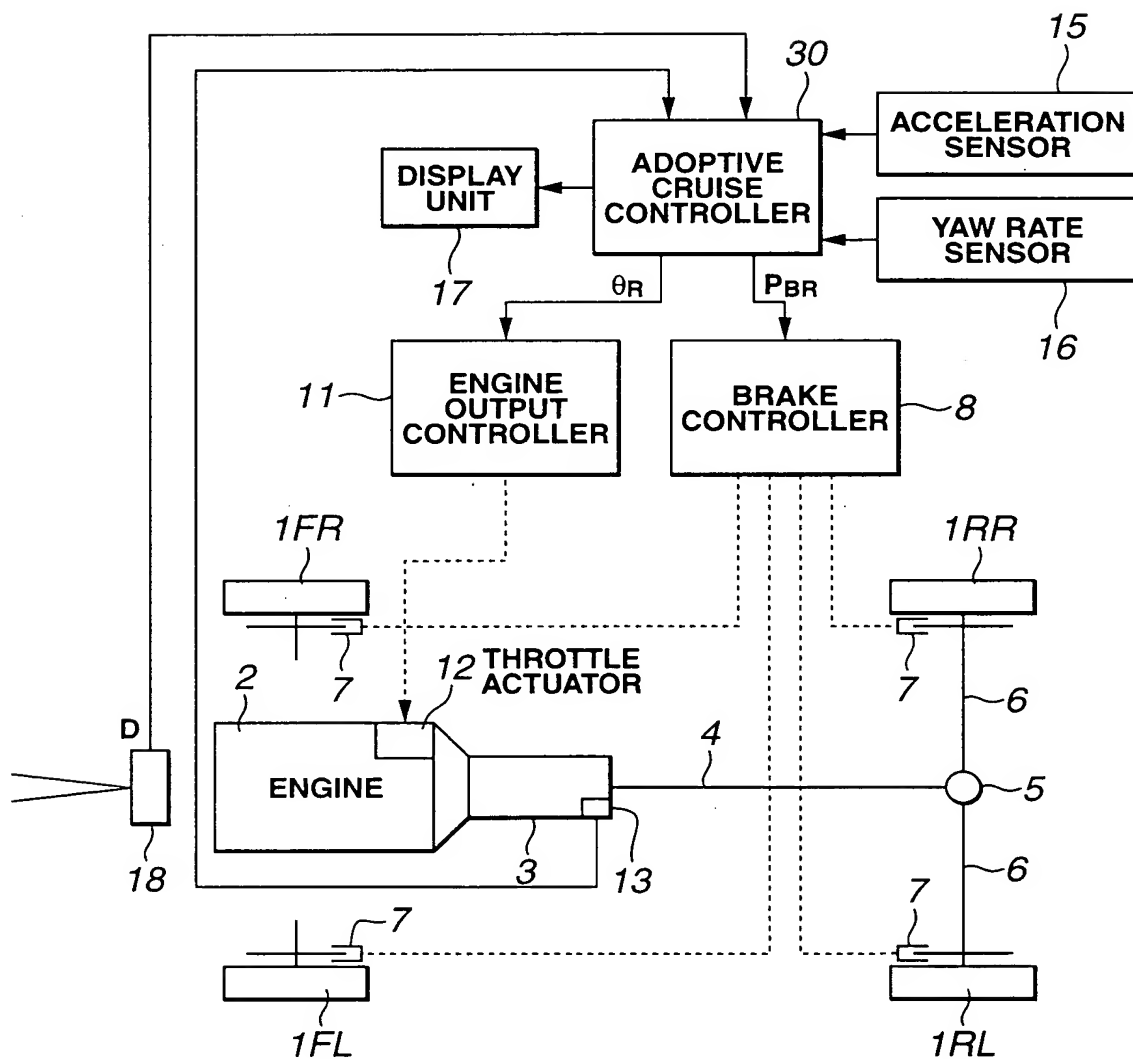 15
30
ACCELERATION
SENSOR
ADOPTIVE
CRUISE
CONTROLLER
DISPLAY
UNIT
YAW RATE
SENSOR
17
θR
PBR
16
11
ENGINE
OUTPUT
CONTROLLER
BRAKE
CONTROLLER
8
1FR
1RR
7
7
2
12
THROTTLE
ACTUATOR
6
D
4
ENGINE
5
18
3
13
6
7
7
1FL
1RL